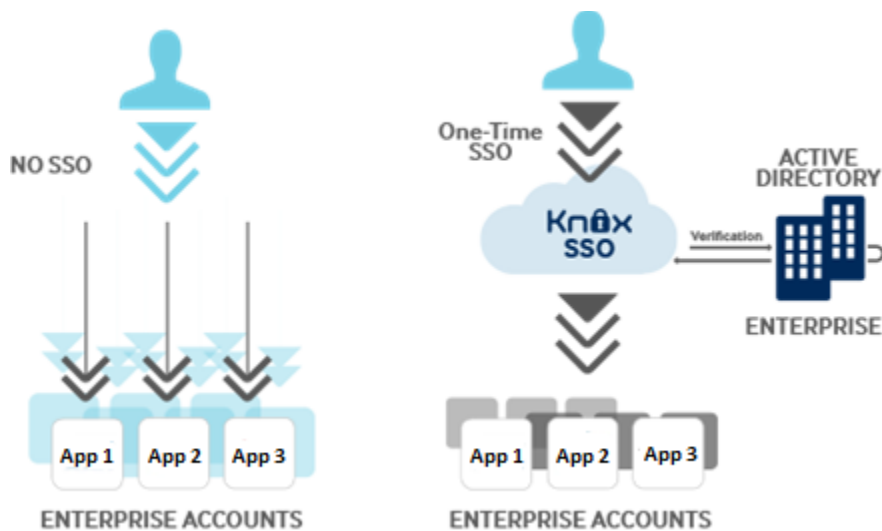 NO SSO
App 1
App 2
App 3
ENTERPRISE ACCOUNTS
One-Time
SSO
Knox
SSO
Verification
ACTIVE
DIRECTORY
ENTERPRISE
App 1
App 2
App 3
ENTERPRISE ACCOUNTS